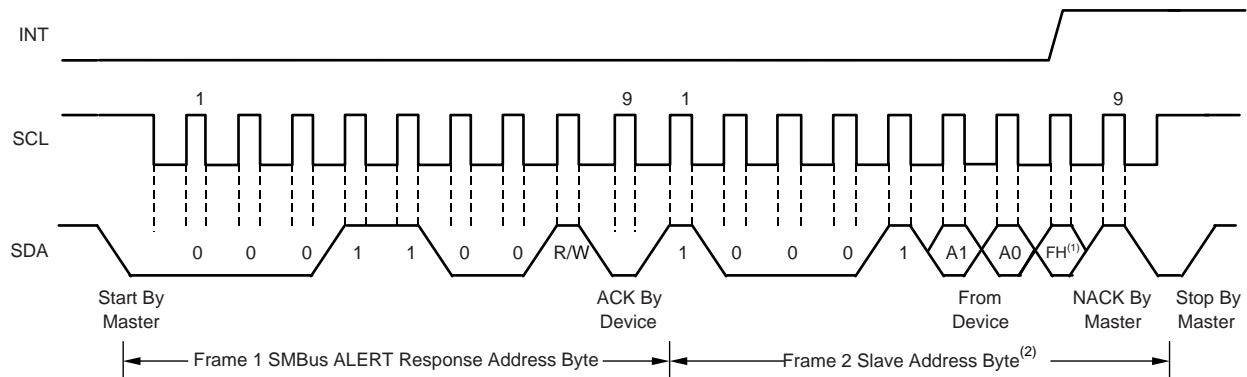 INT
1 9 1 9
SCL
SDA
0 0 0 1 1 0 0 R/W 1 0 0 0 1 A1 A0 FH(1)
Start By
Master
ACK By
Device
From
Device
NACK By
Master
Stop By
Master
Frame 1 SMBus ALERT Response Address Byte
Frame 2 Slave Address Byte(2)